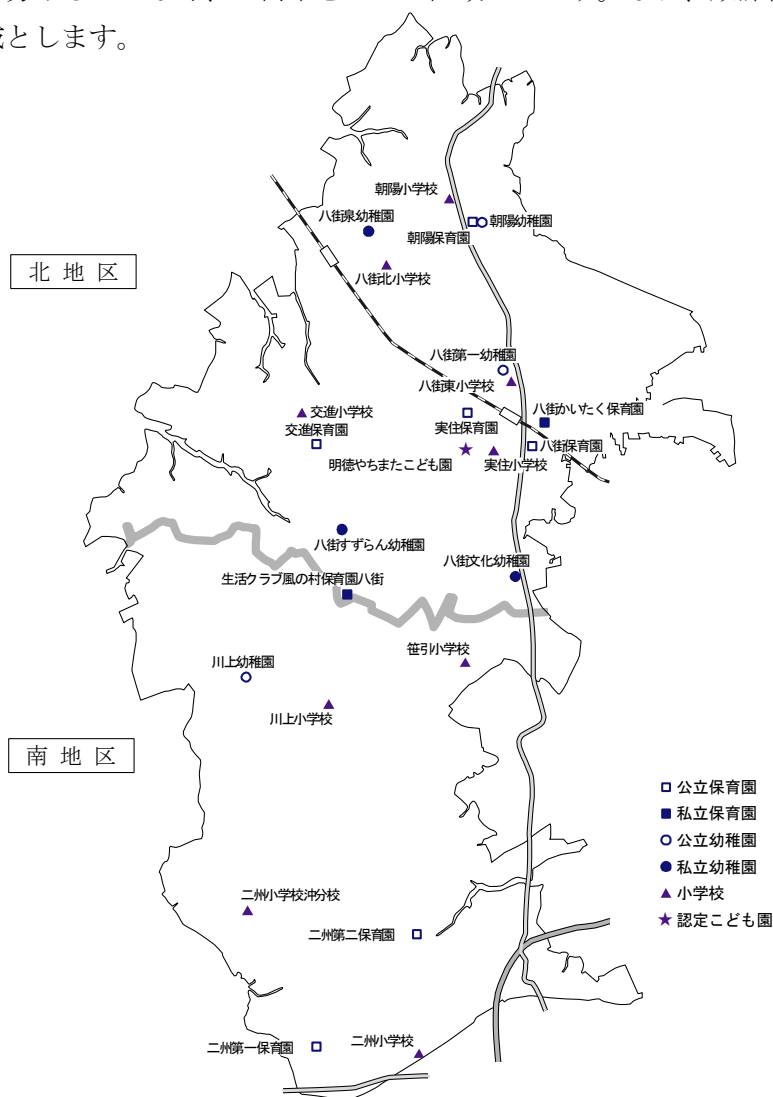 成とします。
朝陽小学校
八街泉幼稚園
朝陽幼稚園
朝陽保育園
北地区
八街北小学校
八街第一幼稚園
八街東小学校
八街かいたく保育園
交進小学校
実住保育園
交進保育園
八街保育園
明徳やちまたこども園
実住小学校
八街すずらん幼稚園
八街文化幼稚園
生活クラブ風の村保育園八街
笹引小学校
川上幼稚園
川上小学校
南地区
公立保育園
私立保育園
公立幼稚園
私立幼稚園
小学校
認定こども園
二州小学校沖分校
二州第二保育園
二州小学校
二州第一保育園